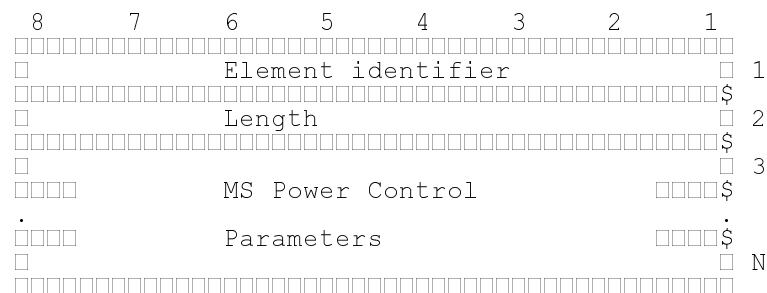 8 7 6 5 4 3 2 1
□□□□□□□□□□□□□□□□□□□□□□□□□□□□□□□□□□□□□□□□□□□□□
□ Element identifier □ 1
□□□□□□□□□□□□□□□□□□□□□□□□□□□□□□□□□□□□□□□□□□□□$
□ Length □ 2
□□□□□□□□□□□□□□□□□□□□□□□□□□□□□□□□□□□□□□□□□□□□$
□ □ 3
□□□□ MS Power Control □□□□$
. .
□□□□ Parameters □□□□$
□ □ N
□□□□□□□□□□□□□□□□□□□□□□□□□□□□□□□□□□□□□□□□□□□□□